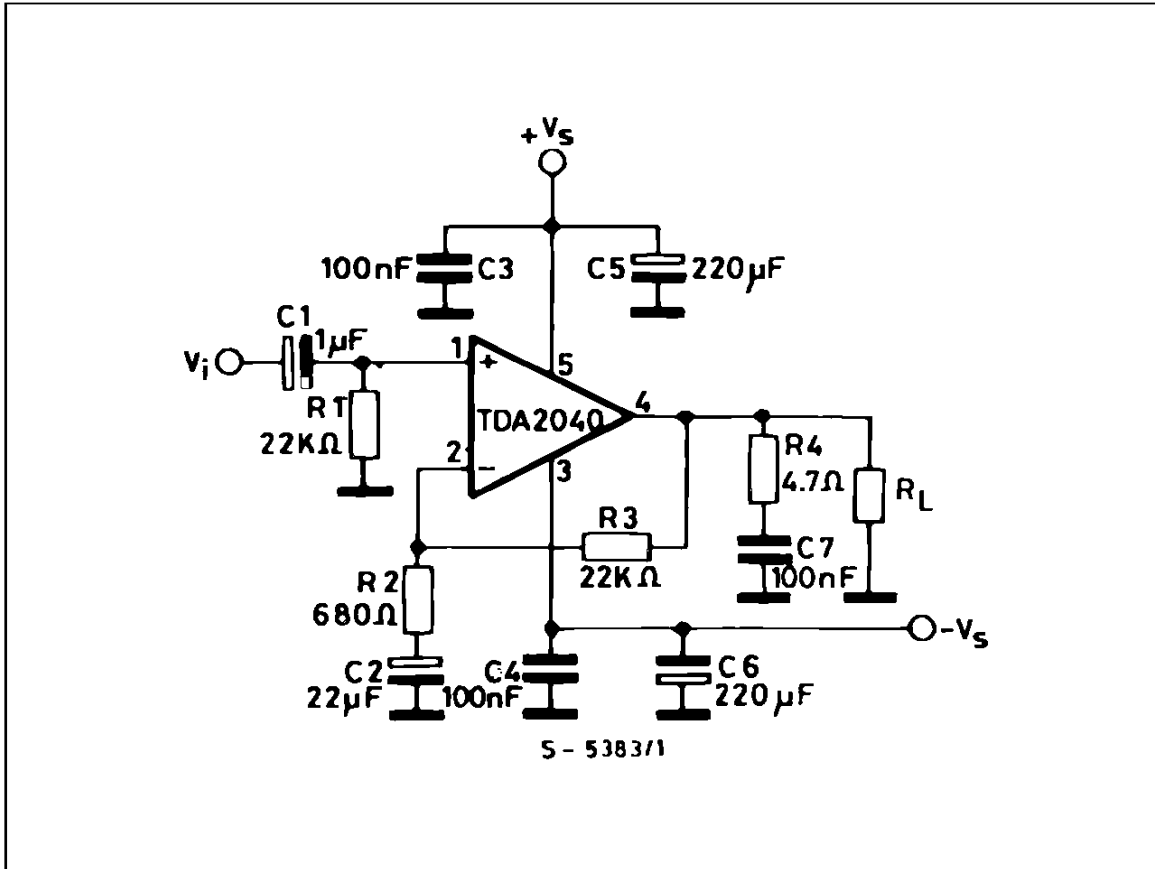 +Vs
100nF C3
C5 220µF
C1
1µF
Vi
1
+
5
R1
22KΩ
TDA2040
4
2
−
3
R4
4.7Ω
RL
R3
22KΩ
C7
100nF
R2
680Ω
-Vs
C2
22µF
C4
100nF
C6
220µF
S - 5383/1